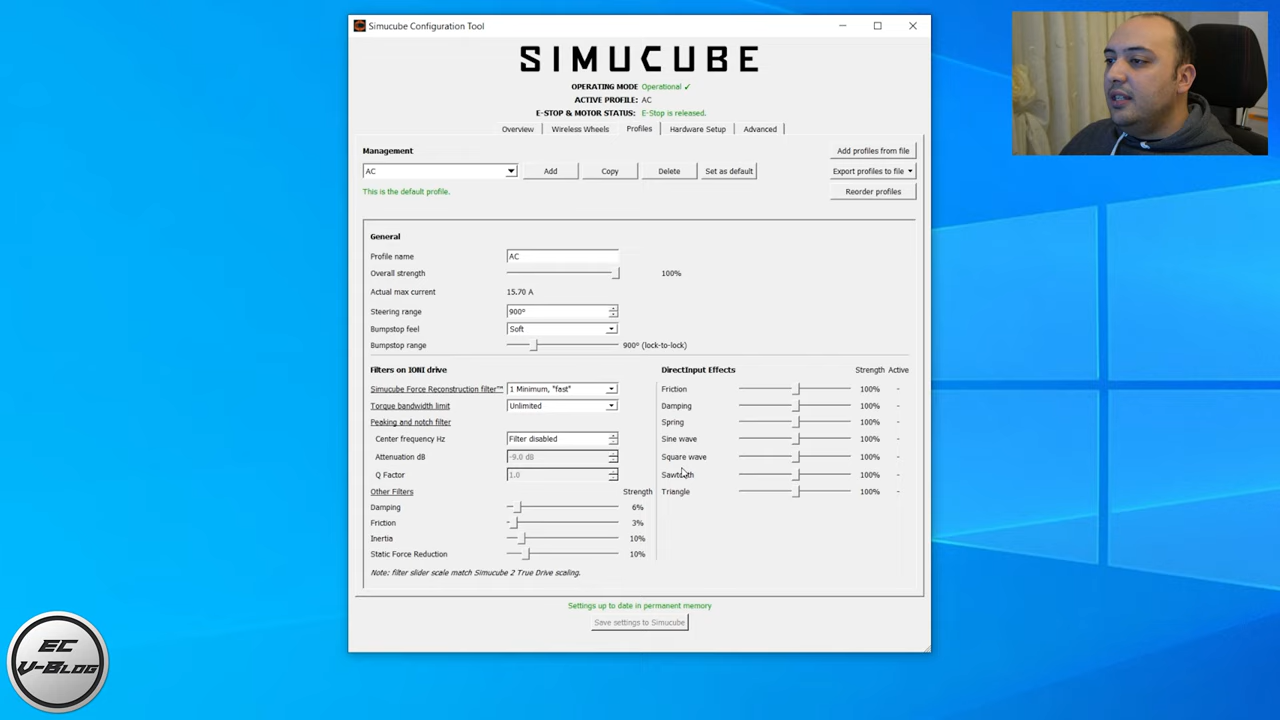 Simucube Configuration Tool
SIMUCUBE
OPERATING MODE Operational ✓
ACTIVE PROFILE: AC
E-STOP & MOTOR STATUS: E-Stop is released.
Overview Wireless Wheels Profiles Hardware Setup Advanced
Management Add profiles from file
AC Add Copy Delete Set as default Export profiles to file
This is the default profile. Reorder profiles
General
Profile name AC
Overall strength 100%
Actual max current 15.70 A
Steering range 900°
Bumpstop feel Soft
Bumpstop range 900° (lock-to-lock)
Filters on IONI drive DirectInput Effects Strength Active
Simucube Force Reconstruction filter™ 1 Minimum, "fast" Friction 100% -
Torque bandwidth limit Unlimited Damping 100% -
Peaking and notch filter Spring 100% -
Center frequency Hz Filter disabled Sine wave 100% -
Attenuation dB -9.0 dB Square wave 100% -
Q Factor 1.0 Sawtooth 100% -
Other Filters Strength Triangle 100% -
Damping 6%
Friction 3%
Inertia 10%
Static Force Reduction 10%
Note: filter slider scale match Simucube 2 True Drive scaling.
Settings up to date in permanent memory
Save settings to Simucube
EC
V-BLOG